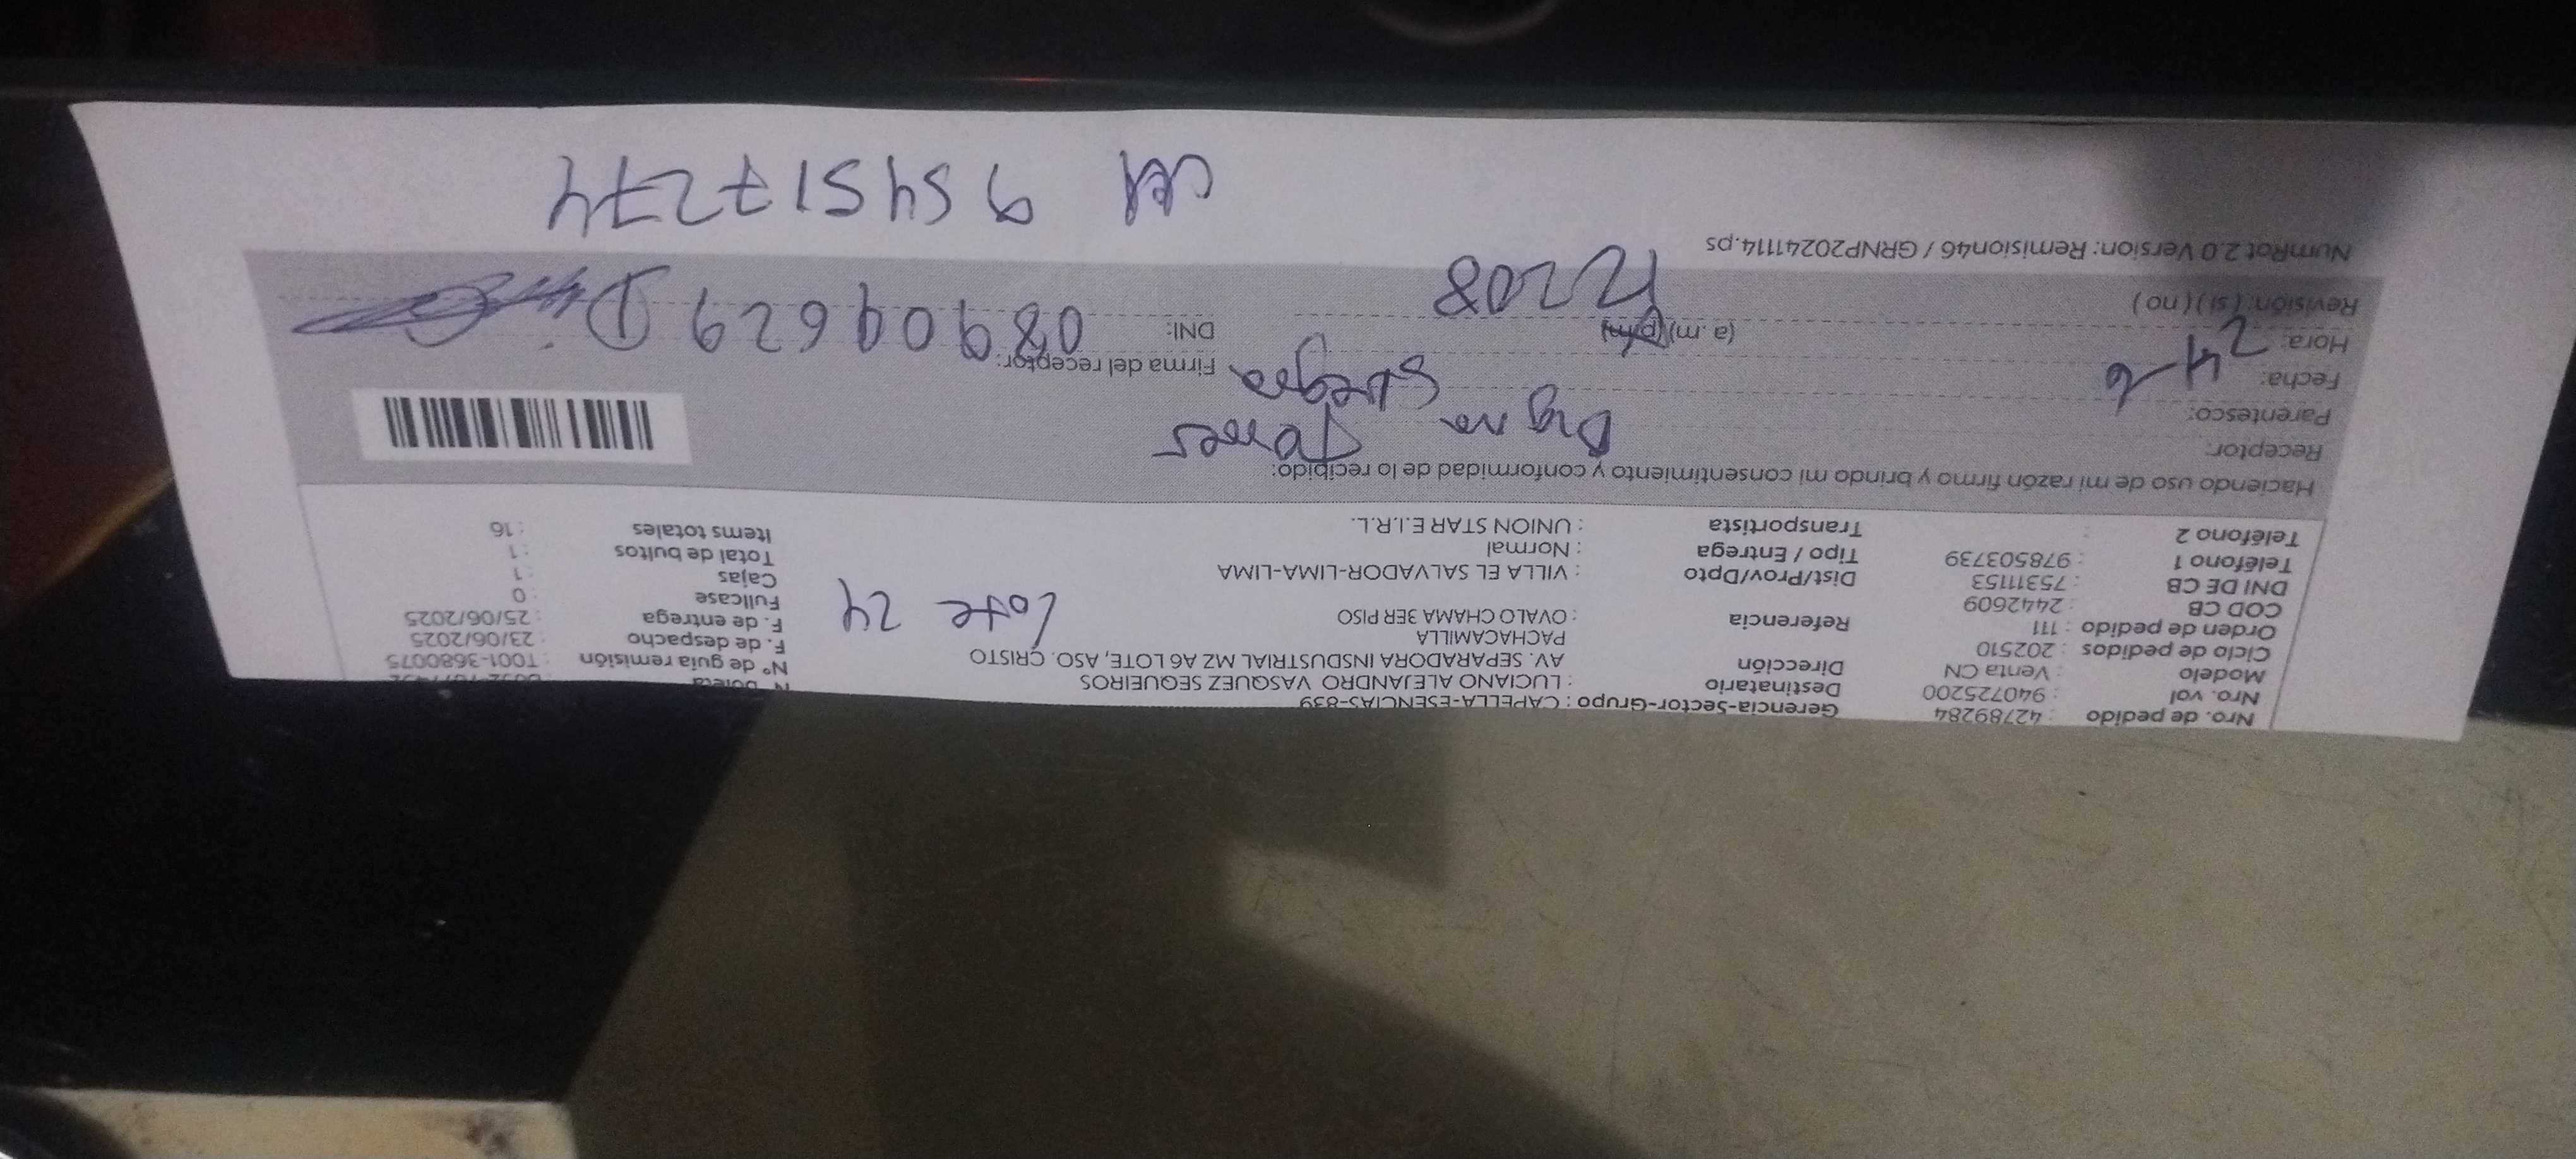 Nro. de pedido : 42789284 Gerencia-Sector-Grupo : CAPELLA-ESENCIAS-839
Nro. vol : 940725200 Destinatario : LUCIANO ALEJANDRO VASQUEZ SEQUEIROS N° boleta
Modelo : Venta CN Dirección AV. SEPARADORA INSDUSTRIAL MZ A6 LOTE, ASO. CRISTO N° de guía remisión : T001-3680075
Ciclo de pedidos : 202510 PACHACAMILLA F. de despacho : 23/06/2025
Orden de pedido : 111 Referencia : OVALO CHAMA 3ER PISO F. de entrega : 25/06/2025
COD CB : 2442609 Lote 24 Fullcase : 0
DNI DE CB : 75311153 Dist/Prov/Dpto : VILLA EL SALVADOR-LIMA-LIMA Cajas : 1
Teléfono 1 : 978503739 Tipo / Entrega : Normal Total de bultos : 1
Teléfono 2 : Transportista : UNION STAR E.I.R.L. Items totales : 16
Haciendo uso de mi razón firmo y brindo mi consentimiento y conformidad de lo recibido:
Receptor: Digna Torres
Parentesco:
Fecha: 24-6 Suegra Firma del receptor:
Hora: (a.m) (p.m) DNI: 08909629
Revisión: ( si ) ( no ) 12208
NumRot 2.0 Version: Remision46 / GRNP20241114.ps
cel 954517274